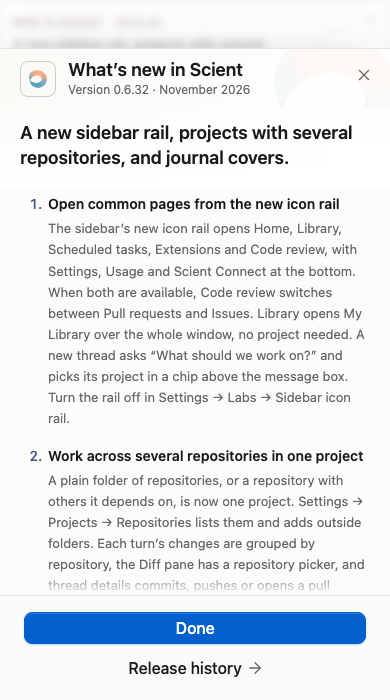 What's new in Scient
Version 0.6.32 · November 2026
A new sidebar rail, projects with several
repositories, and journal covers.
1. Open common pages from the new icon rail
The sidebar's new icon rail opens Home, Library,
Scheduled tasks, Extensions and Code review, with
Settings, Usage and Scient Connect at the bottom.
When both are available, Code review switches
between Pull requests and Issues. Library opens My
Library over the whole window, no project needed. A
new thread asks “What should we work on?” and
picks its project in a chip above the message box.
Turn the rail off in Settings → Labs → Sidebar icon
rail.
2. Work across several repositories in one project
A plain folder of repositories, or a repository with
others it depends on, is now one project. Settings →
Projects → Repositories lists them and adds outside
folders. Each turn's changes are grouped by
repository, the Diff pane has a repository picker, and
thread details commits, pushes or opens a pull
Done
Release history →